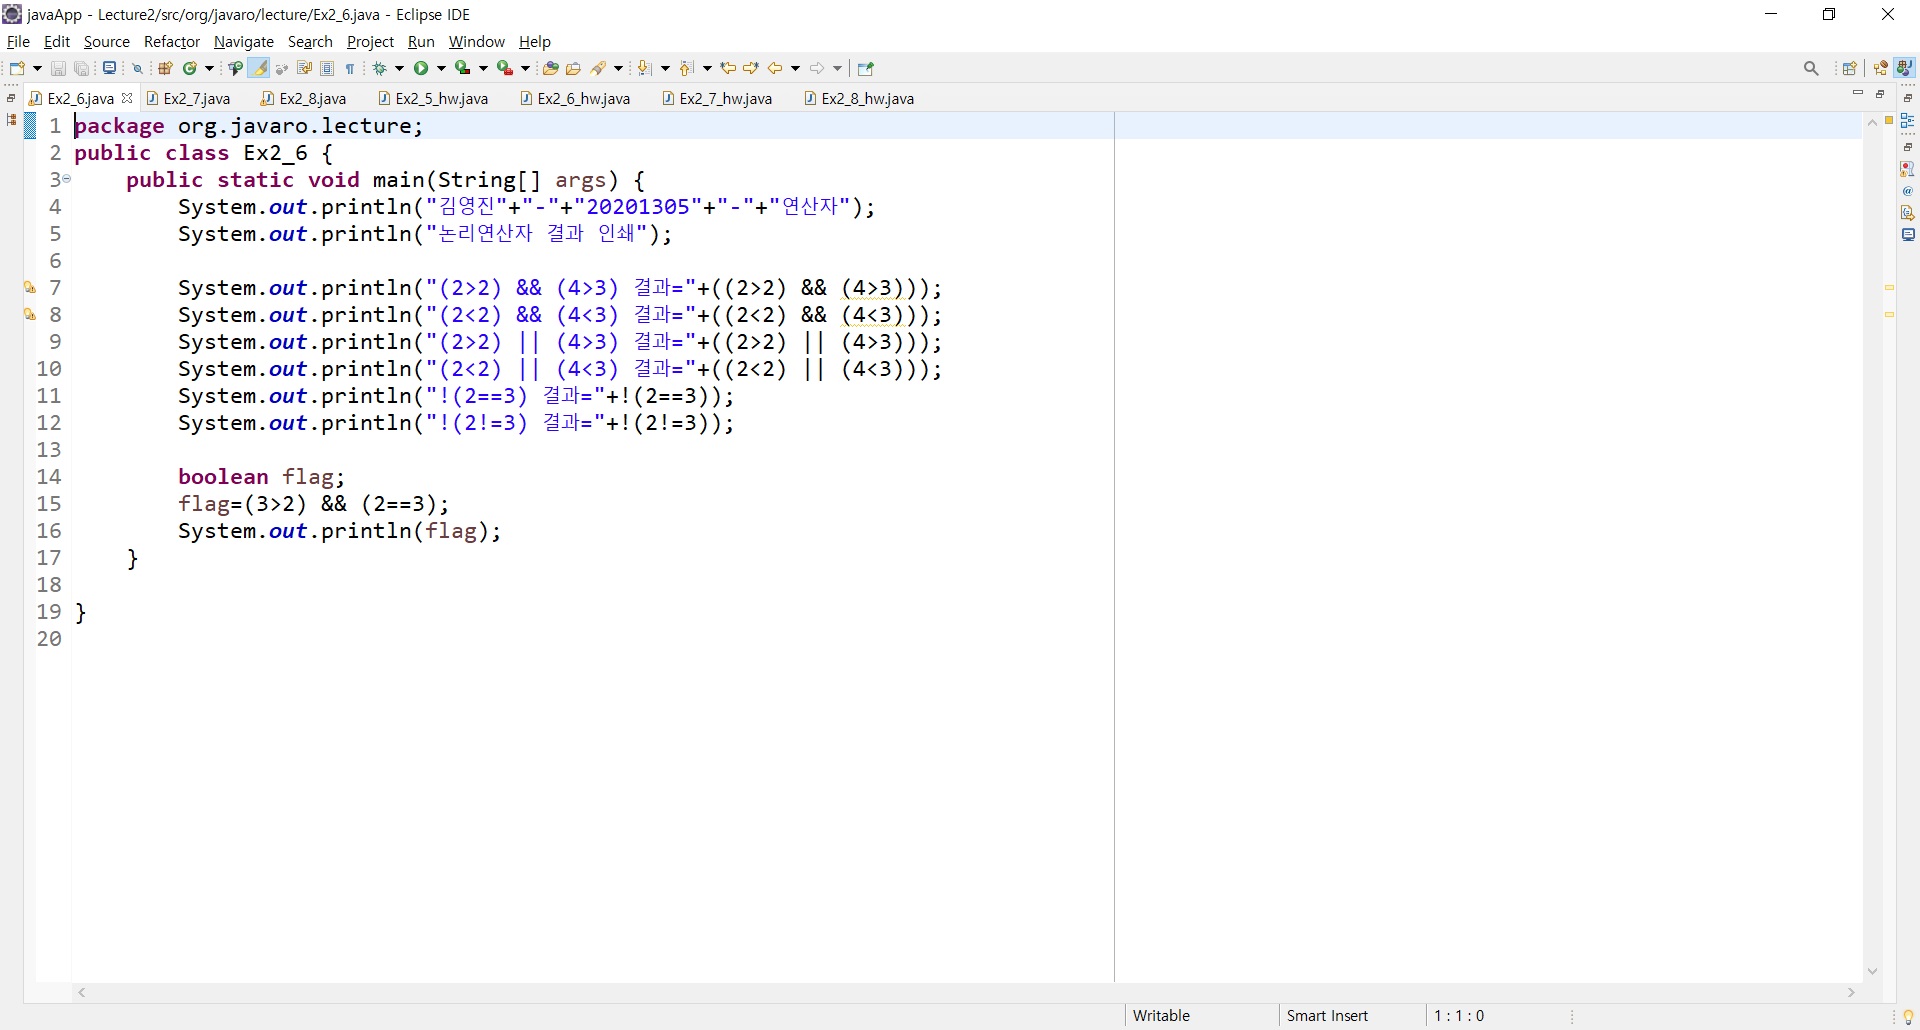 javaApp - Lecture2/src/org/javaro/lecture/Ex2_6.java - Eclipse IDE
File Edit Source Refactor Navigate Search Project Run Window Help
Ex2_6.java Ex2_7.java Ex2_8.java Ex2_5_hw.java Ex2_6_hw.java Ex2_7_hw.java Ex2_8_hw.java
1 package org.javaro.lecture;
2 public class Ex2_6 {
3 public static void main(String[] args) {
4 System.out.println("김영진"+"-"+"20201305"+"-"+"연산자");
5 System.out.println("논리연산자 결과 인쇄");
6
7 System.out.println("(2>2) && (4>3) 결과="+((2>2) && (4>3)));
8 System.out.println("(2<2) && (4<3) 결과="+((2<2) && (4<3)));
9 System.out.println("(2>2) || (4>3) 결과="+((2>2) || (4>3)));
10 System.out.println("(2<2) || (4<3) 결과="+((2<2) || (4<3)));
11 System.out.println("!(2==3) 결과="+!(2==3));
12 System.out.println("!(2!=3) 결과="+!(2!=3));
13
14 boolean flag;
15 flag=(3>2) && (2==3);
16 System.out.println(flag);
17 }
18
19 }
20
Writable Smart Insert 1 : 1 : 0